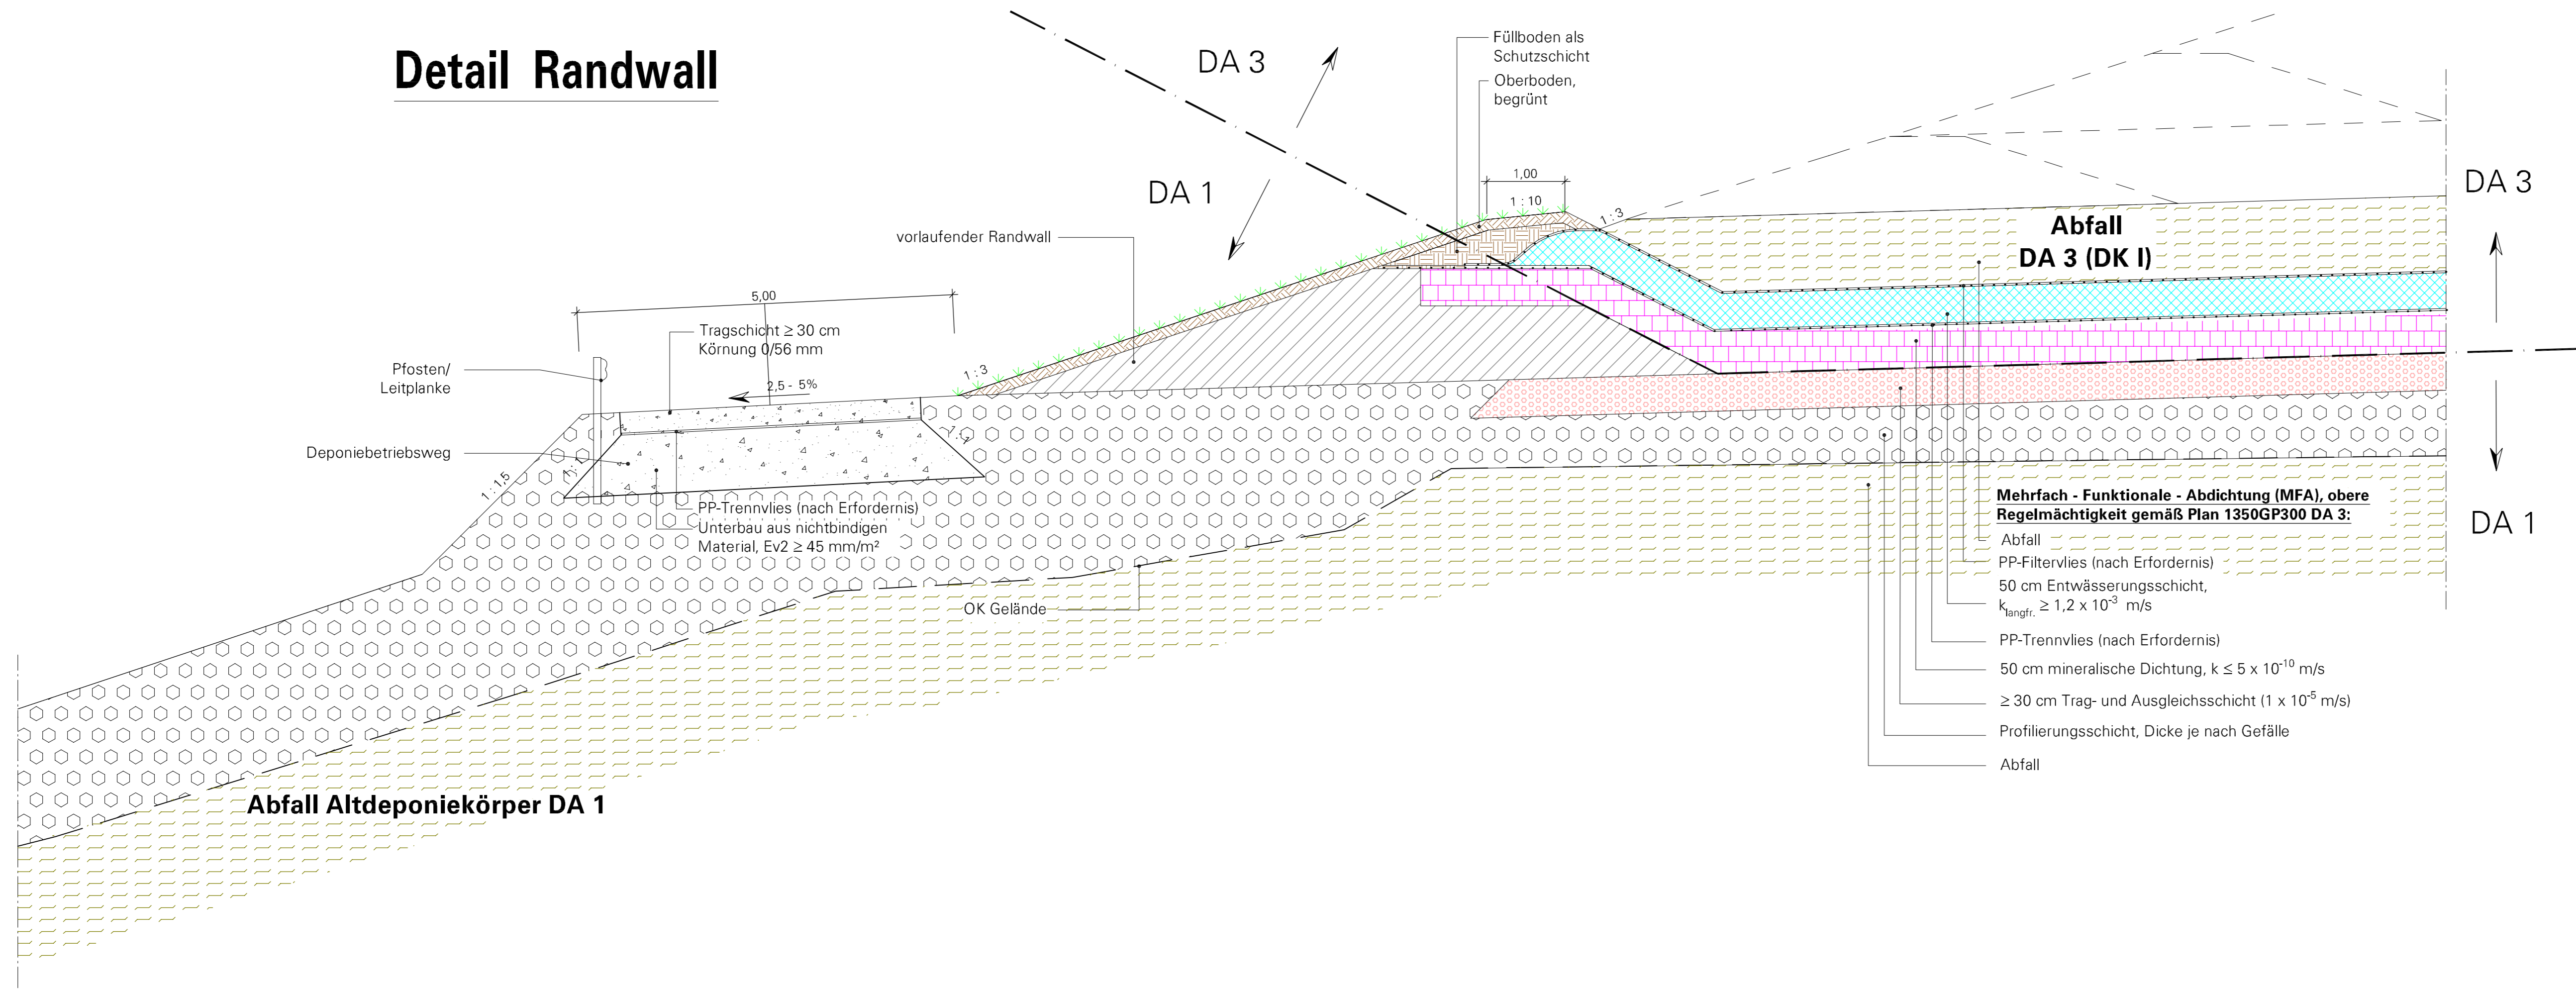 Detail Randwall
DA 3
DA 1
Füllboden als
Schutzschicht
Oberboden,
begrünt
1,00
1 : 10
1 : 3
DA 3
Abfall
DA 3 (DK I)
vorlaufender Randwall
5,00
Tragschicht ≥ 30 cm
Körnung 0/56 mm
2,5 - 5%
1 : 3
Pfosten/
Leitplanke
Deponiebetriebsweg
1 : 1,5
1 : 1
1 : 1
PP-Trennvlies (nach Erfordernis)
Unterbau aus nichtbindigen
Material, Ev2 ≥ 45 mm/m²
OK Gelände
Mehrfach - Funktionale - Abdichtung (MFA), obere
Regelmächtigkeit gemäß Plan 1350GP300 DA 3:
DA 1
Abfall
PP-Filtervlies (nach Erfordernis)
50 cm Entwässerungsschicht,
klangfr. ≥ 1,2 x 10⁻³ m/s
PP-Trennvlies (nach Erfordernis)
50 cm mineralische Dichtung, k ≤ 5 x 10⁻¹⁰ m/s
≥ 30 cm Trag- und Ausgleichsschicht (1 x 10⁻⁵ m/s)
Profilierungsschicht, Dicke je nach Gefälle
Abfall
Abfall Altdeponiekörper DA 1